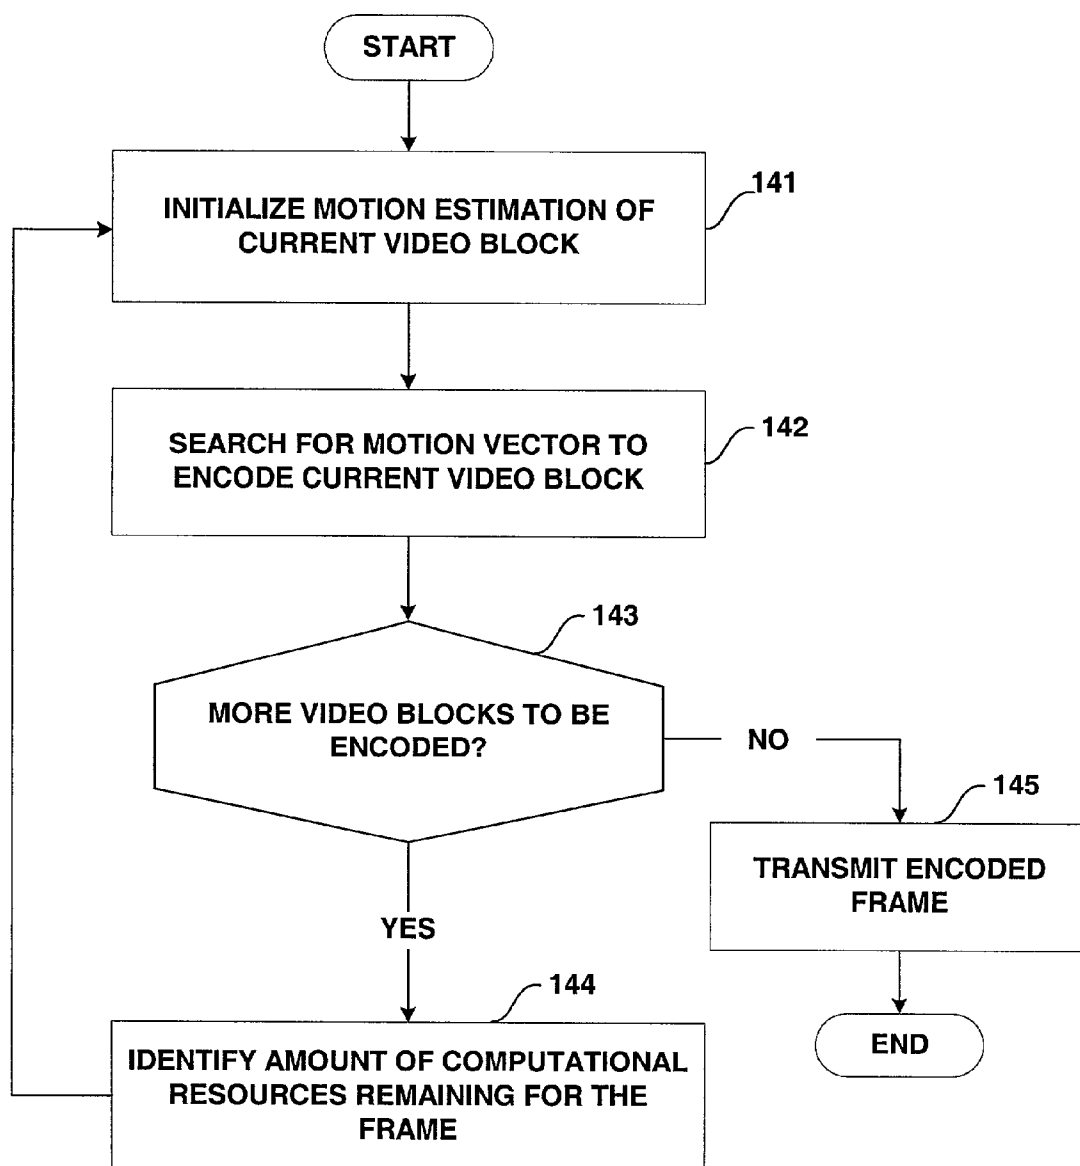 START
INITIALIZE MOTION ESTIMATION OF
CURRENT VIDEO BLOCK
141
SEARCH FOR MOTION VECTOR TO
ENCODE CURRENT VIDEO BLOCK
142
143
MORE VIDEO BLOCKS TO BE
ENCODED?
NO
145
TRANSMIT ENCODED
FRAME
YES
144
IDENTIFY AMOUNT OF COMPUTATIONAL
RESOURCES REMAINING FOR THE
FRAME
END